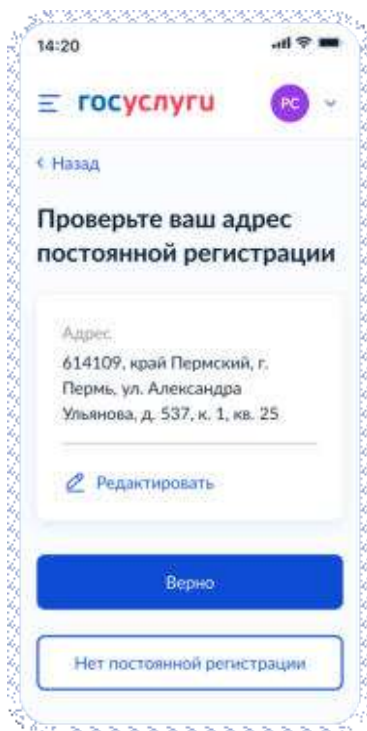 14:20
госуслуги
РС
Назад
Проверьте ваш адрес
постоянной регистрации
Адрес
614109, край Пермский, г.
Пермь, ул. Александра
Ульянова, д. 537, к. 1, кв. 25
Редактировать
Верно
Нет постоянной регистрации